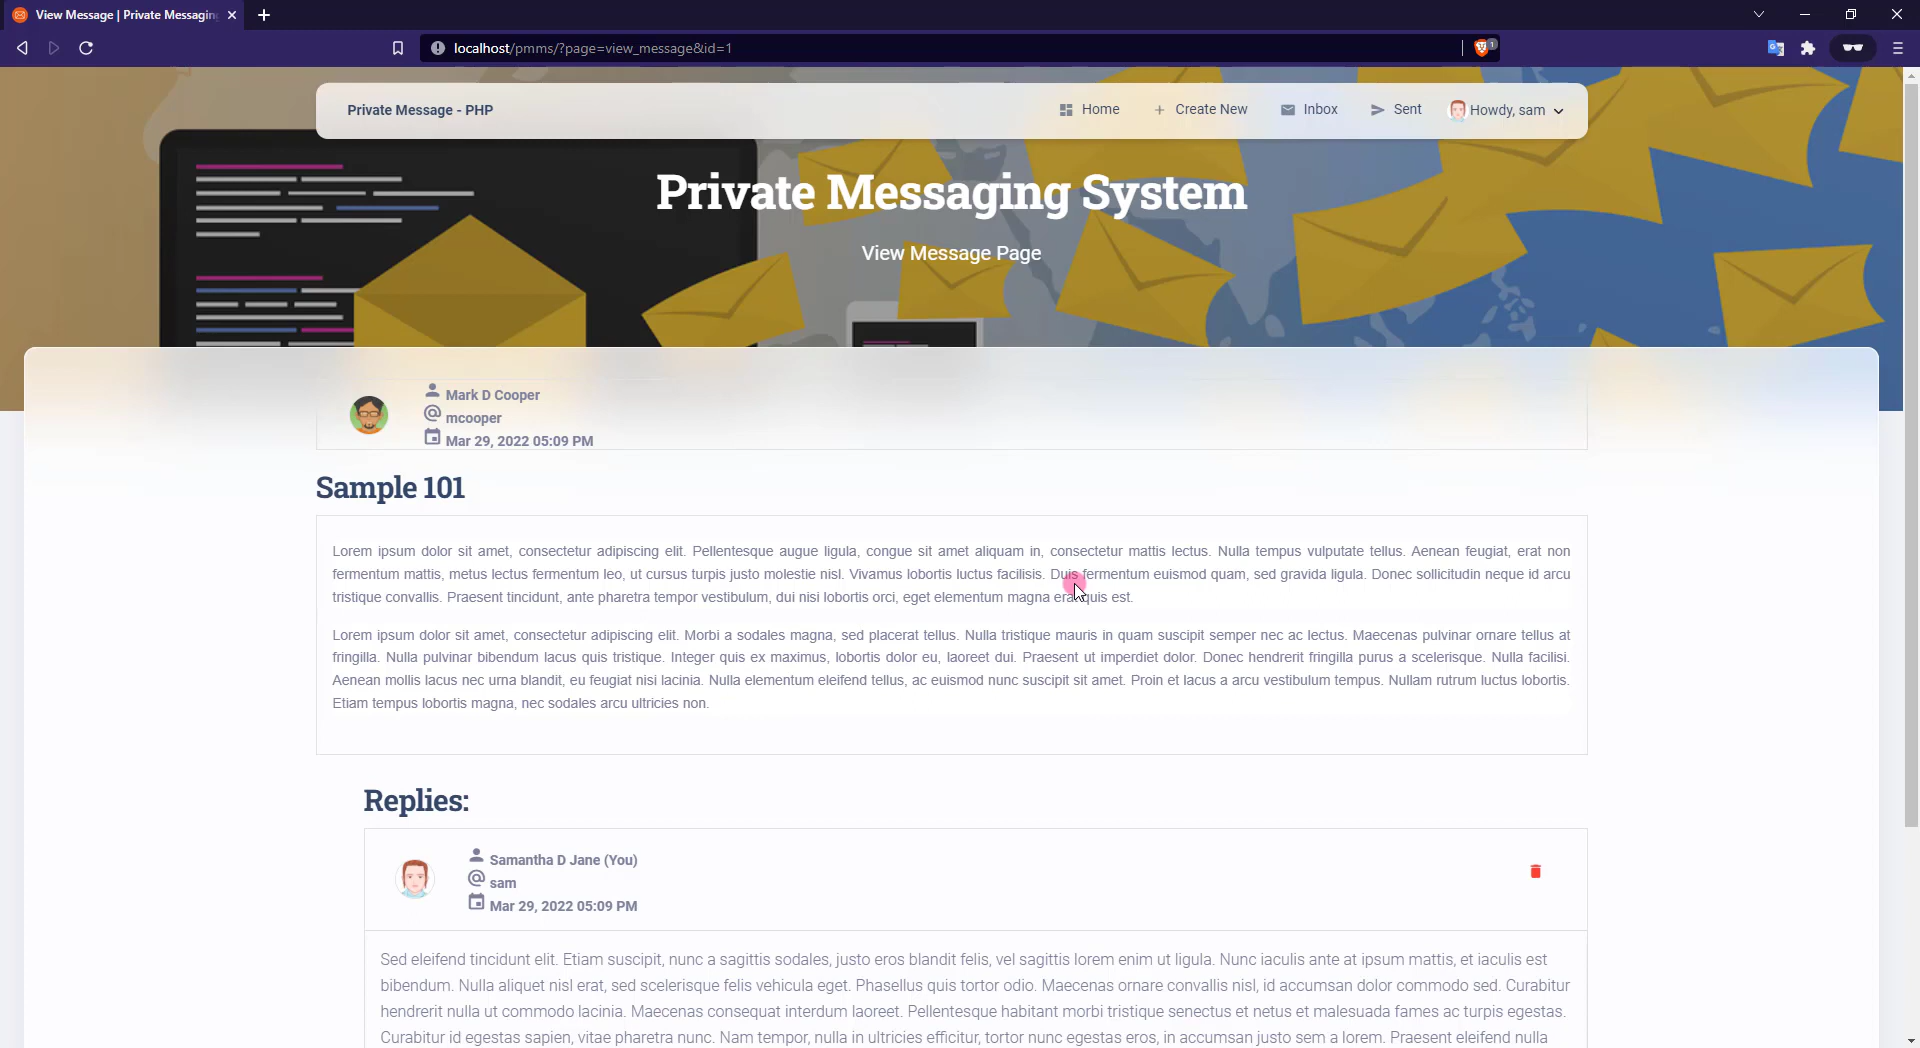 View Message | Private Messaging
localhost/pmms/?page=view_message&id=1
1
Private Message - PHP
Home
Create New
Inbox
Sent
Howdy, sam
Private Messaging System
View Message Page
Mark D Cooper
mcooper
Mar 29, 2022 05:09 PM
Sample 101
Lorem ipsum dolor sit amet, consectetur adipiscing elit. Pellentesque augue ligula, congue sit amet aliquam in, consectetur mattis lectus. Nulla tempus vulputate tellus. Aenean feugiat, erat non
fermentum mattis, metus lectus fermentum leo, ut cursus turpis justo molestie nisl. Vivamus lobortis luctus facilisis. Duis fermentum euismod quam, sed gravida ligula. Donec sollicitudin neque id arcu
tristique convallis. Praesent tincidunt, ante pharetra tempor vestibulum, dui nisi lobortis orci, eget elementum magna erat quis est.
Lorem ipsum dolor sit amet, consectetur adipiscing elit. Morbi a sodales magna, sed placerat tellus. Nulla tristique mauris in quam suscipit semper nec ac lectus. Maecenas pulvinar ornare tellus at
fringilla. Nulla pulvinar bibendum lacus quis tristique. Integer quis ex maximus, lobortis dolor eu, laoreet dui. Praesent ut imperdiet dolor. Donec hendrerit fringilla purus a scelerisque. Nulla facilisi.
Aenean mollis lacus nec urna blandit, eu feugiat nisi lacinia. Nulla elementum eleifend tellus, ac euismod nunc suscipit sit amet. Proin et lacus a arcu vestibulum tempus. Nullam rutrum luctus lobortis.
Etiam tempus lobortis magna, nec sodales arcu ultricies non.
Replies:
Samantha D Jane (You)
sam
Mar 29, 2022 05:09 PM
Sed eleifend tincidunt elit. Etiam suscipit, nunc a sagittis sodales, justo eros blandit felis, vel sagittis lorem enim ut ligula. Nunc iaculis ante at ipsum mattis, et iaculis est
bibendum. Nulla aliquet nisl erat, sed scelerisque felis vehicula eget. Phasellus quis tortor odio. Maecenas ornare convallis nisl, id accumsan dolor commodo sed. Curabitur
hendrerit nulla ut commodo lacinia. Maecenas consequat interdum laoreet. Pellentesque habitant morbi tristique senectus et netus et malesuada fames ac turpis egestas.
Curabitur id egestas sapien, vitae pharetra nunc. Nam tempor, nulla in ultricies efficitur, tortor nunc egestas eros, in accumsan justo sem a lorem. Praesent eleifend nulla